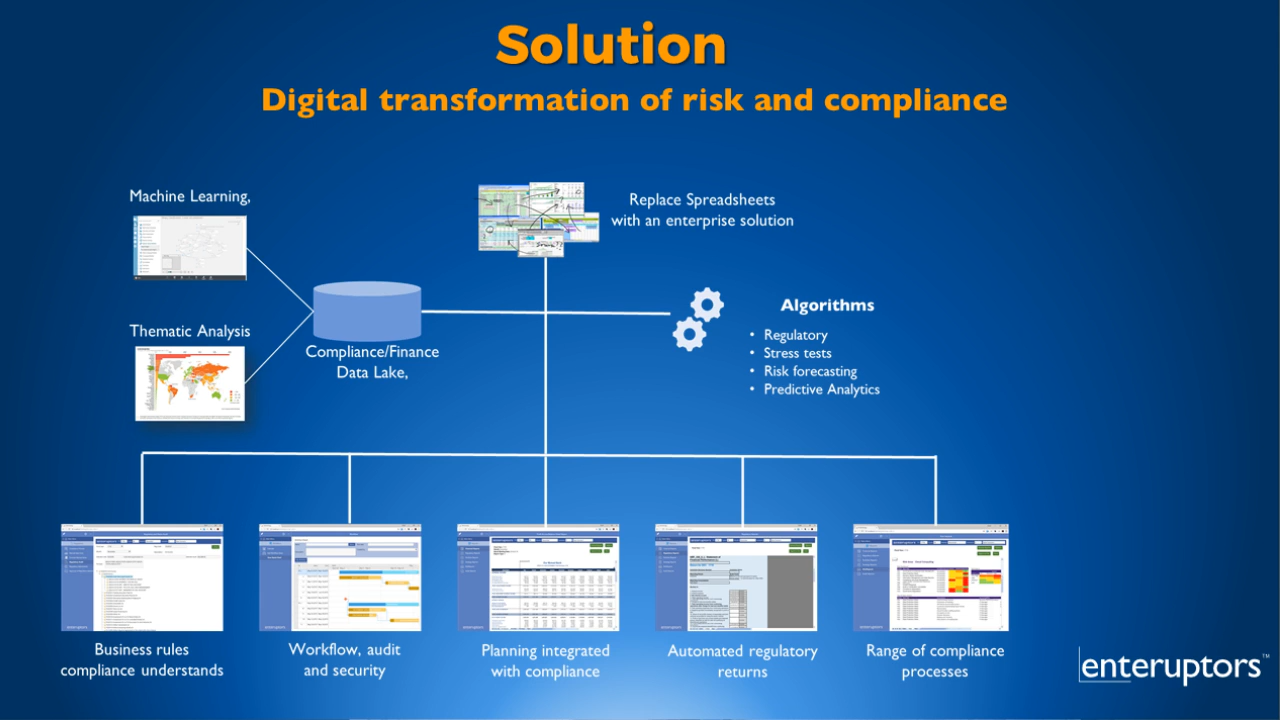 Solution
Digital transformation of risk and compliance
Machine Learning,
Replace Spreadsheets
with an enterprise solution
Thematic Analysis
Compliance/Finance
Data Lake,
Algorithms
• Regulatory
• Stress tests
• Risk forecasting
• Predictive Analytics
Business rules
compliance understands
Workflow, audit
and security
Planning integrated
with compliance
Automated regulatory
returns
Range of compliance
processes
enteruptors™